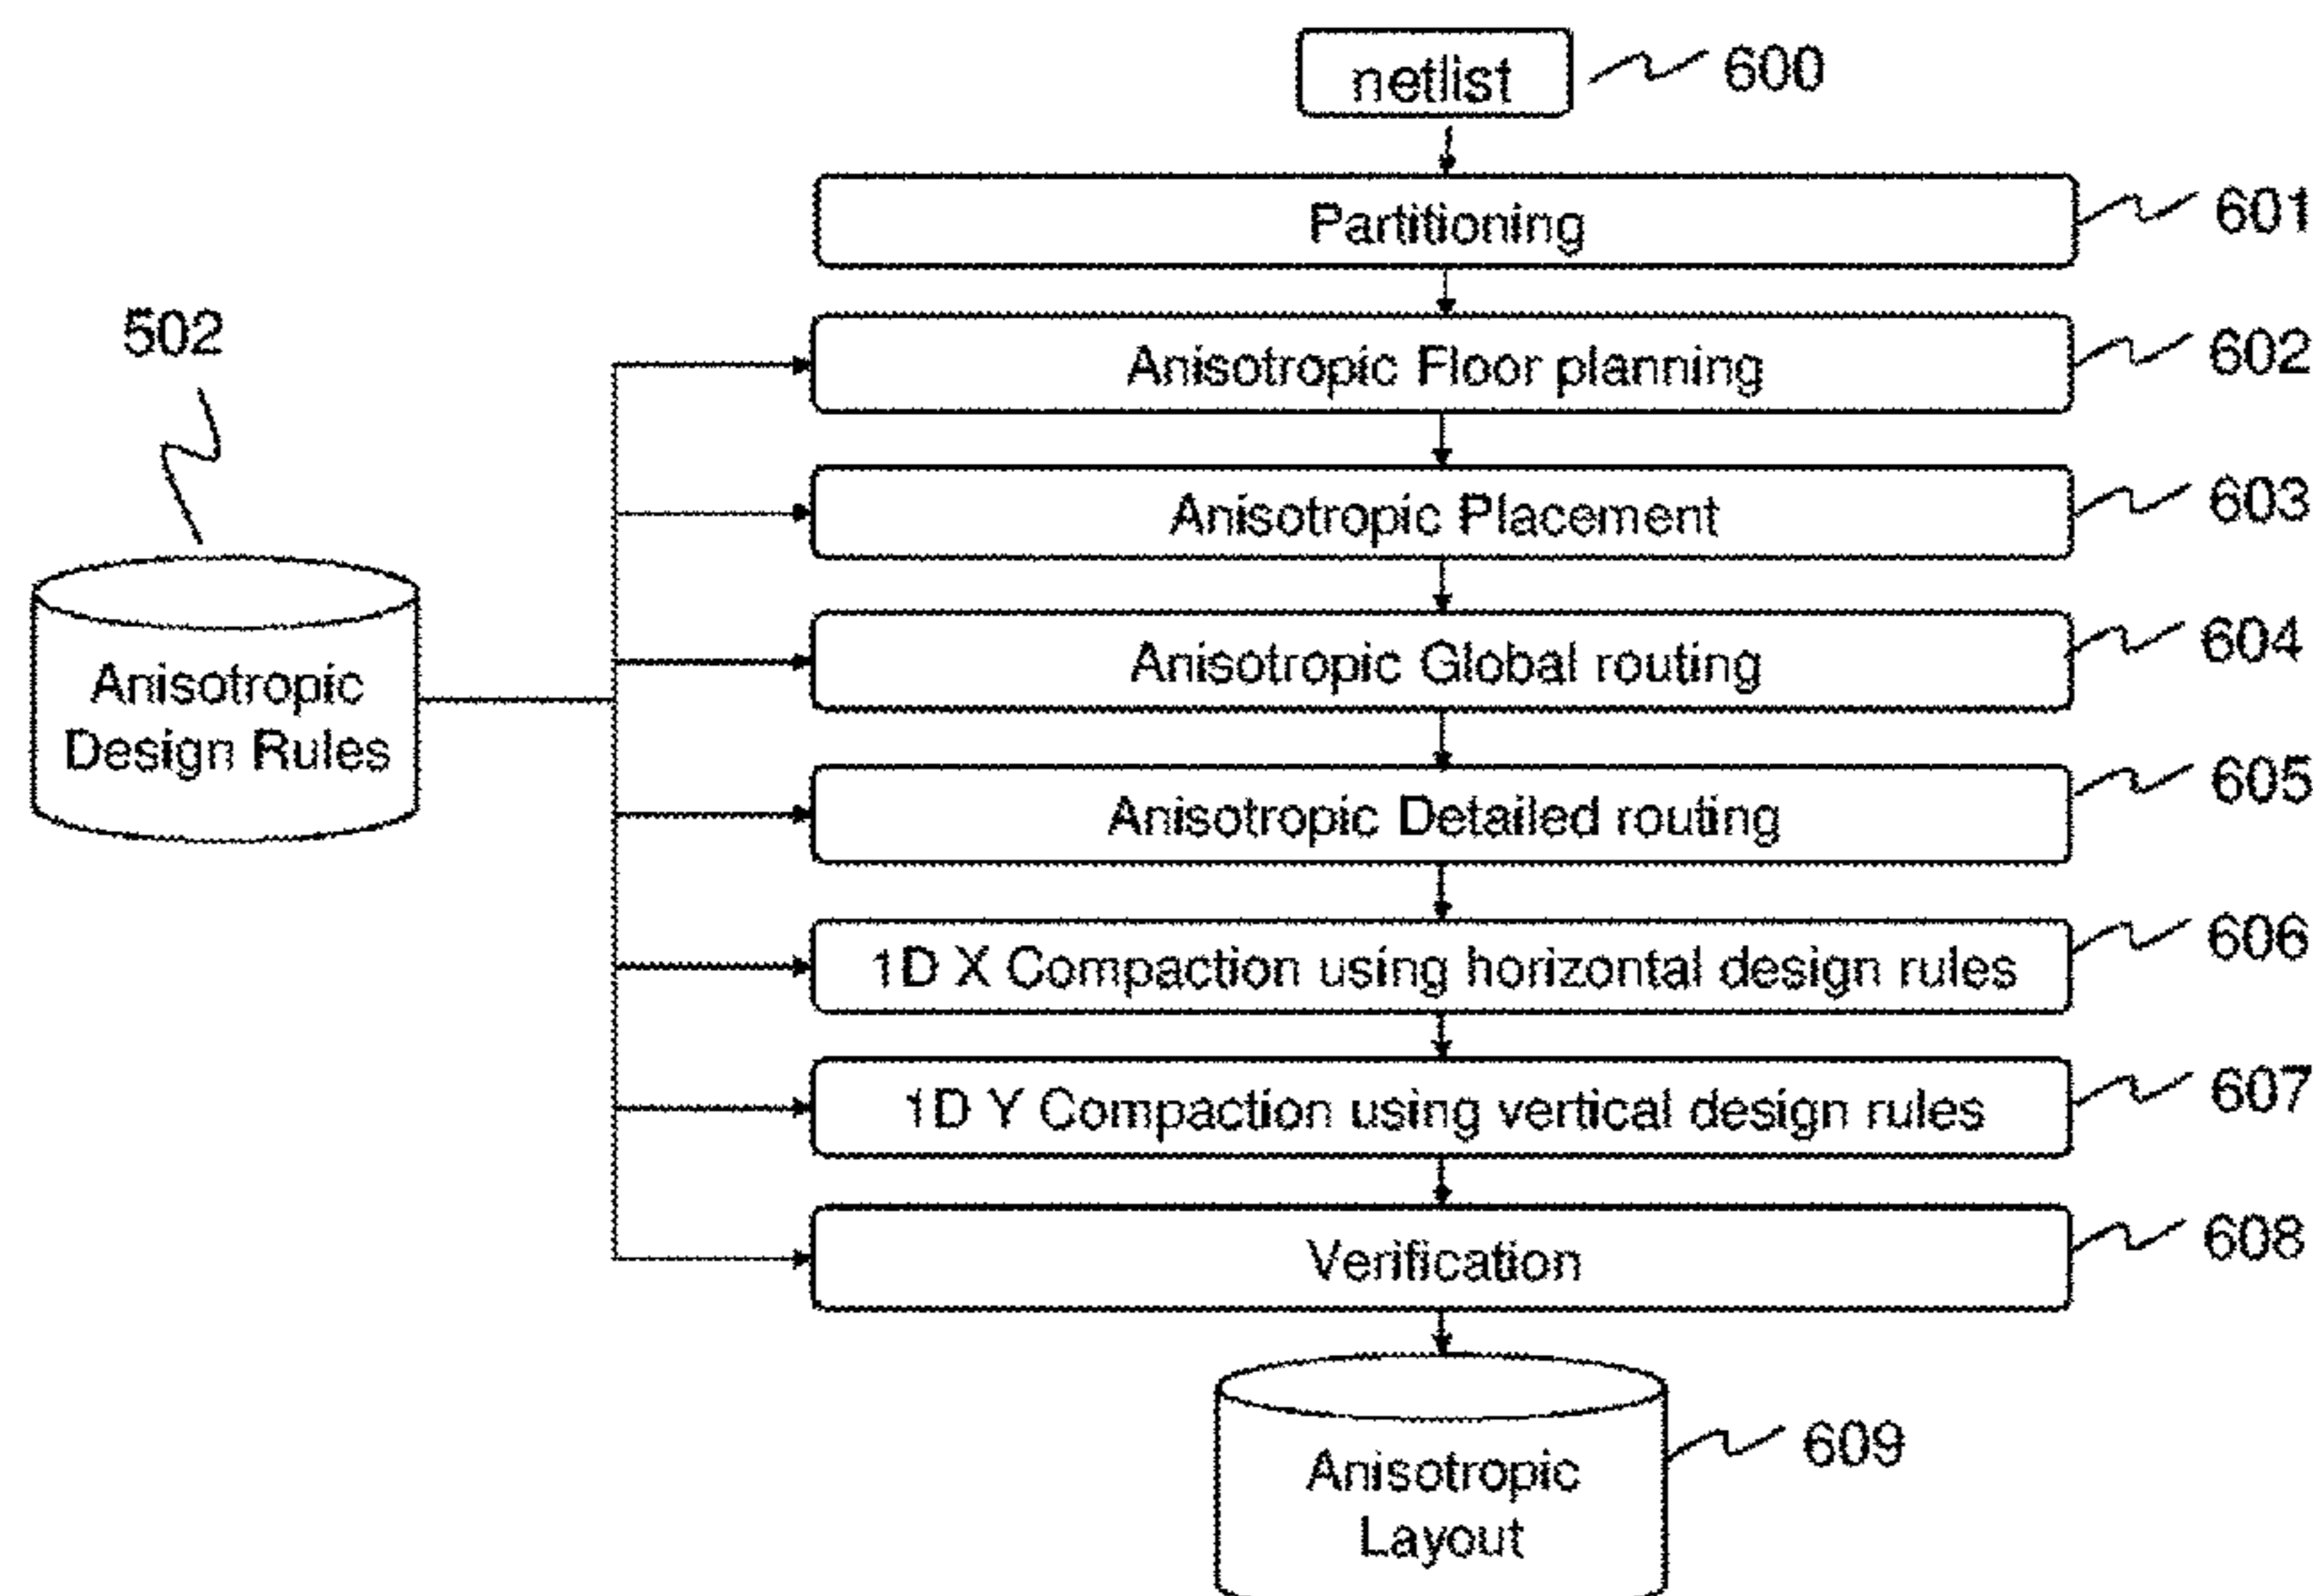 netlist
600
Partitioning
601
502
Anisotropic Floor planning
602
Anisotropic Placement
603
Anisotropic
Design Rules
Anisotropic Global routing
604
Anisotropic Detailed routing
605
1D X Compaction using horizontal design rules
606
1D Y Compaction using vertical design rules
607
Verification
608
Anisotropic
Layout
609